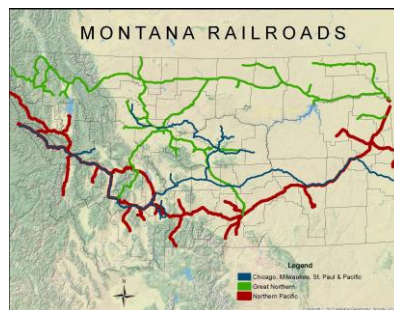 MONTANA RAILROADS
Legend
Chicago, Milwaukee, St. Paul & Pacific
Great Northern
Northern Pacific